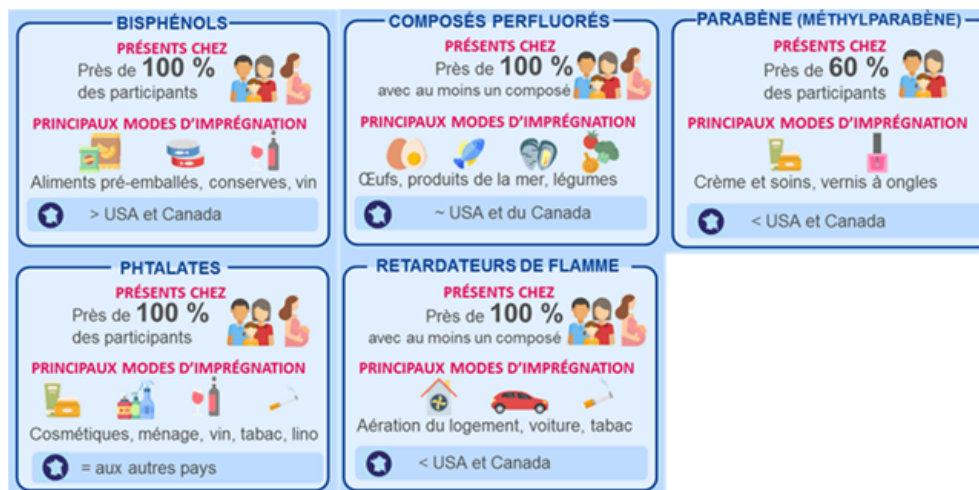 BISPHÉNOLS
PRÉSENTS CHEZ
Près de 100 %
des participants
PRINCIPAUX MODES D'IMPRÉGNATION
Aliments pré-emballés, conserves, vin
> USA et Canada
COMPOSÉS PERFLUORÉS
PRÉSENTS CHEZ
Près de 100 %
avec au moins un composé
PRINCIPAUX MODES D'IMPRÉGNATION
Œufs, produits de la mer, légumes
~ USA et du Canada
PARABÈNE (MÉTHYLPARABÈNE)
PRÉSENTS CHEZ
Près de 60 %
des participants
PRINCIPAUX MODES D'IMPRÉGNATION
Crème et soins, vernis à ongles
< USA et Canada
PHTALATES
PRÉSENTS CHEZ
Près de 100 %
des participants
PRINCIPAUX MODES D'IMPRÉGNATION
Cosmétiques, ménage, vin, tabac, lino
= aux autres pays
RETARDATEURS DE FLAMME
PRÉSENTS CHEZ
Près de 100 %
avec au moins un composé
PRINCIPAUX MODES D'IMPRÉGNATION
Aération du logement, voiture, tabac
< USA et Canada